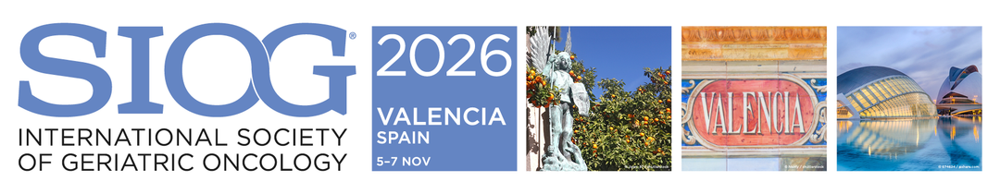 SIOG®
INTERNATIONAL SOCIETY
OF GERIATRIC ONCOLOGY
2026
VALENCIA
SPAIN
5–7 NOV
VALENCIA